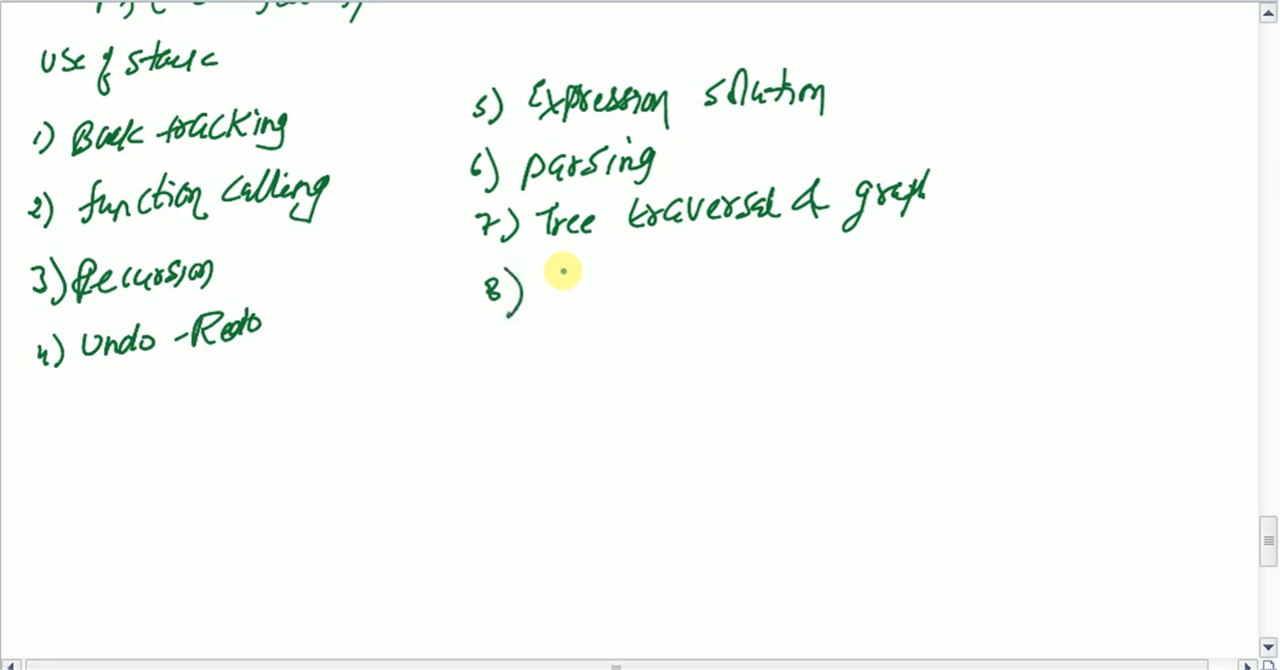 Use of stack
1) Back tracking
2) function calling
3) Recursion
4) Undo - Redo
5) Expression solution
6) parsing
7) Tree traversal & graph
8)